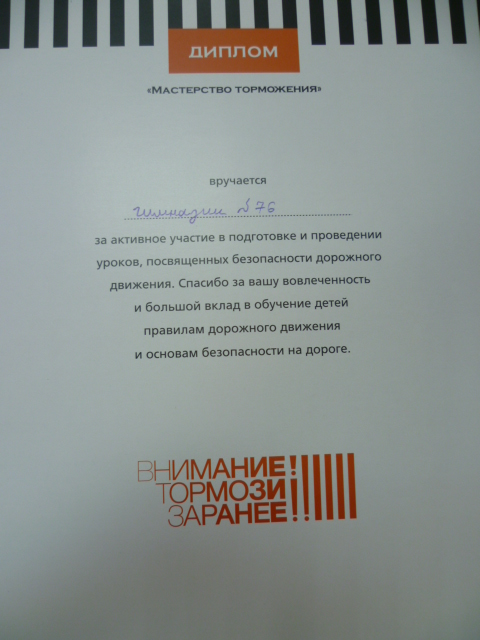 ДИПЛОМ
«Мастерство торможения»
вручается
гимназии №76
за активное участие в подготовке и проведении
уроков, посвященных безопасности дорожного
движения. Спасибо за вашу вовлеченность
и большой вклад в обучение детей
правилам дорожного движения
и основам безопасности на дороге.
ВНИМАНИЕ!
ТОРМОЗИ!
ЗАРАНЕЕ!!